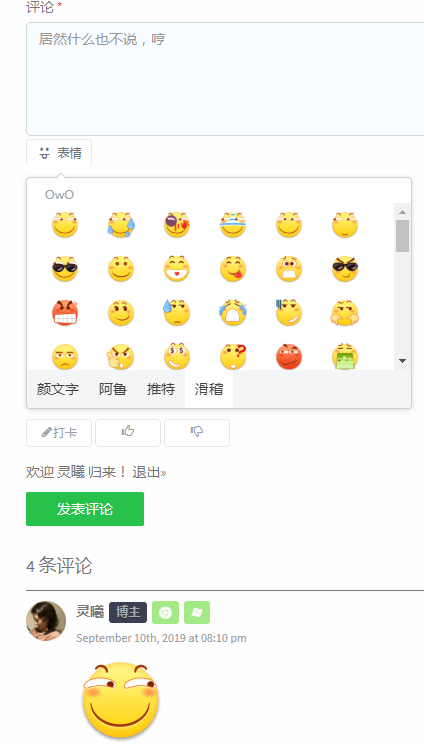 评论 *
居然什么也不说，哼
表情
OwO
颜文字 阿鲁 推特 滑稽
打卡
欢迎 灵曦 归来！ 退出»
发表评论
4 条评论
灵曦 博主
September 10th, 2019 at 08:10 pm